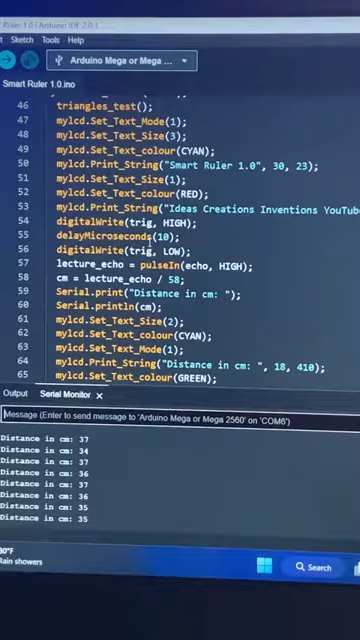 Ruler 1.0 | Arduino IDE 2.0.1
Sketch Tools Help
Arduino Mega or Mega ...
Smart Ruler 1.0.ino
46 triangles_test();
47 mylcd.Set_Text_Mode(1);
48 mylcd.Set_Text_Size(3);
49 mylcd.Set_Text_colour(CYAN);
50 mylcd.Print_String("Smart Ruler 1.0", 30, 23);
51 mylcd.Set_Text_Size(1);
52 mylcd.Set_Text_colour(RED);
53 mylcd.Print_String("Ideas Creations Inventions YouTube
54 digitalWrite(trig, HIGH);
55 delayMicroseconds(10);
56 digitalWrite(trig, LOW);
57 lecture_echo = pulseIn(echo, HIGH);
58 cm = lecture_echo / 58;
59 Serial.print("Distance in cm: ");
60 Serial.println(cm);
61 mylcd.Set_Text_Size(2);
62 mylcd.Set_Text_colour(CYAN);
63 mylcd.Set_Text_Mode(1);
64 mylcd.Print_String("Distance in cm: ", 18, 410);
65 mylcd.Set_Text_colour(GREEN);
Output Serial Monitor ×
Message (Enter to send message to 'Arduino Mega or Mega 2560' on 'COM6')
Distance in cm: 37
Distance in cm: 34
Distance in cm: 37
Distance in cm: 36
Distance in cm: 37
Distance in cm: 36
Distance in cm: 35
Distance in cm: 35
80°F
Rain showers
Search